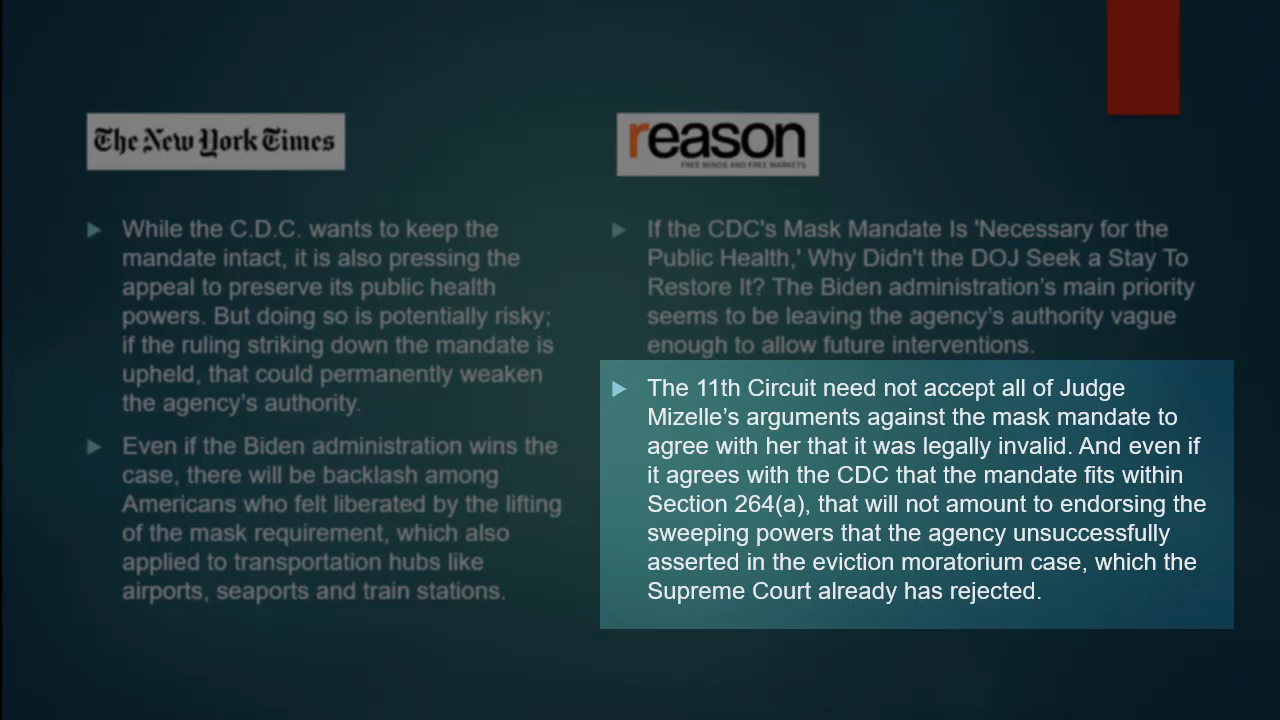 The New York Times
While the C.D.C. wants to keep the
mandate intact, it is also pressing the
appeal to preserve its public health
powers. But doing so is potentially risky;
if the ruling striking down the mandate is
upheld, that could permanently weaken
the agency’s authority.
Even if the Biden administration wins the
case, there will be backlash among
Americans who felt liberated by the lifting
of the mask requirement, which also
applied to transportation hubs like
airports, seaports and train stations.
reason
FREE MINDS AND FREE MARKETS
If the CDC's Mask Mandate Is 'Necessary for the
Public Health,' Why Didn't the DOJ Seek a Stay To
Restore It? The Biden administration’s main priority
seems to be leaving the agency’s authority vague
enough to allow future interventions.
The 11th Circuit need not accept all of Judge
Mizelle’s arguments against the mask mandate to
agree with her that it was legally invalid. And even if
it agrees with the CDC that the mandate fits within
Section 264(a), that will not amount to endorsing the
sweeping powers that the agency unsuccessfully
asserted in the eviction moratorium case, which the
Supreme Court already has rejected.